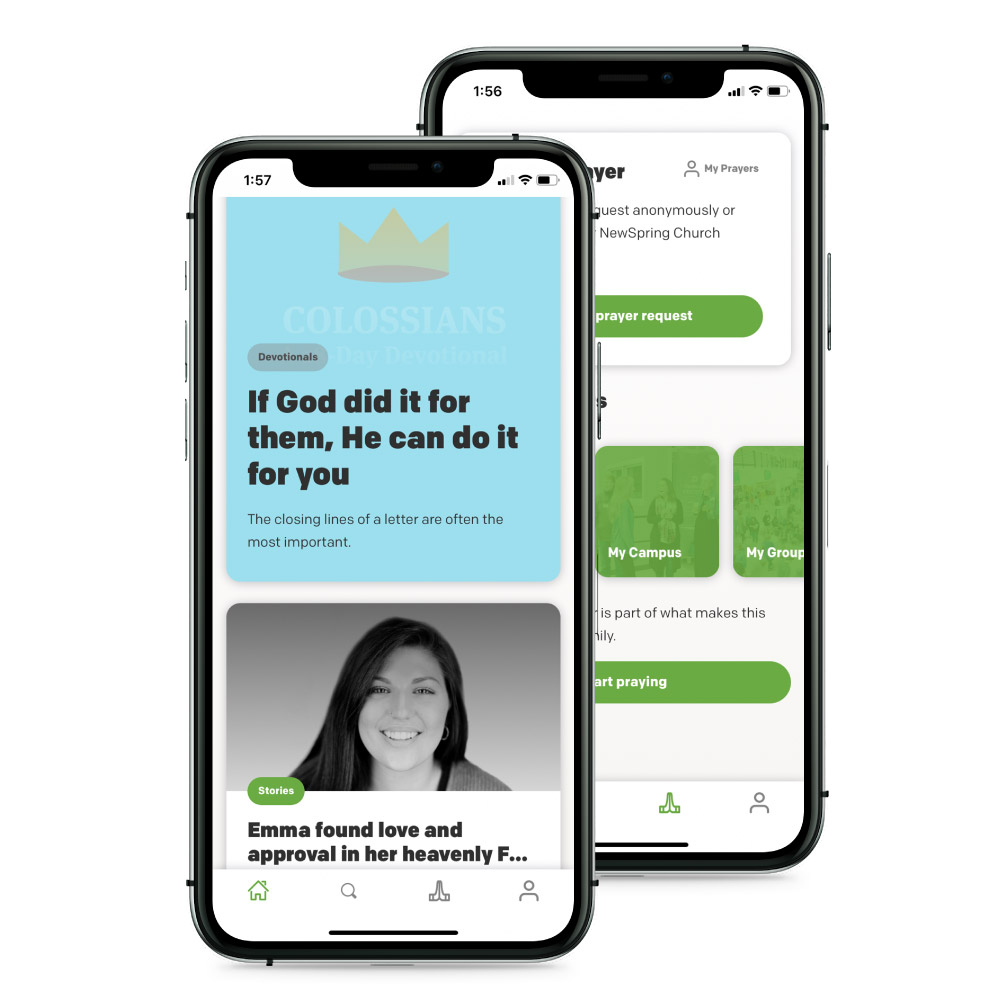 1:57
COLOSSIANS
Day Devotional
Devotionals
If God did it for
them, He can do it
for you
The closing lines of a letter are often the
most important.
Stories
Emma found love and
approval in her heavenly F...
1:56
ayer
My Prayers
quest anonymously or
NewSpring Church
prayer request
s
My Campus
My Group
is part of what makes this
ily.
art praying